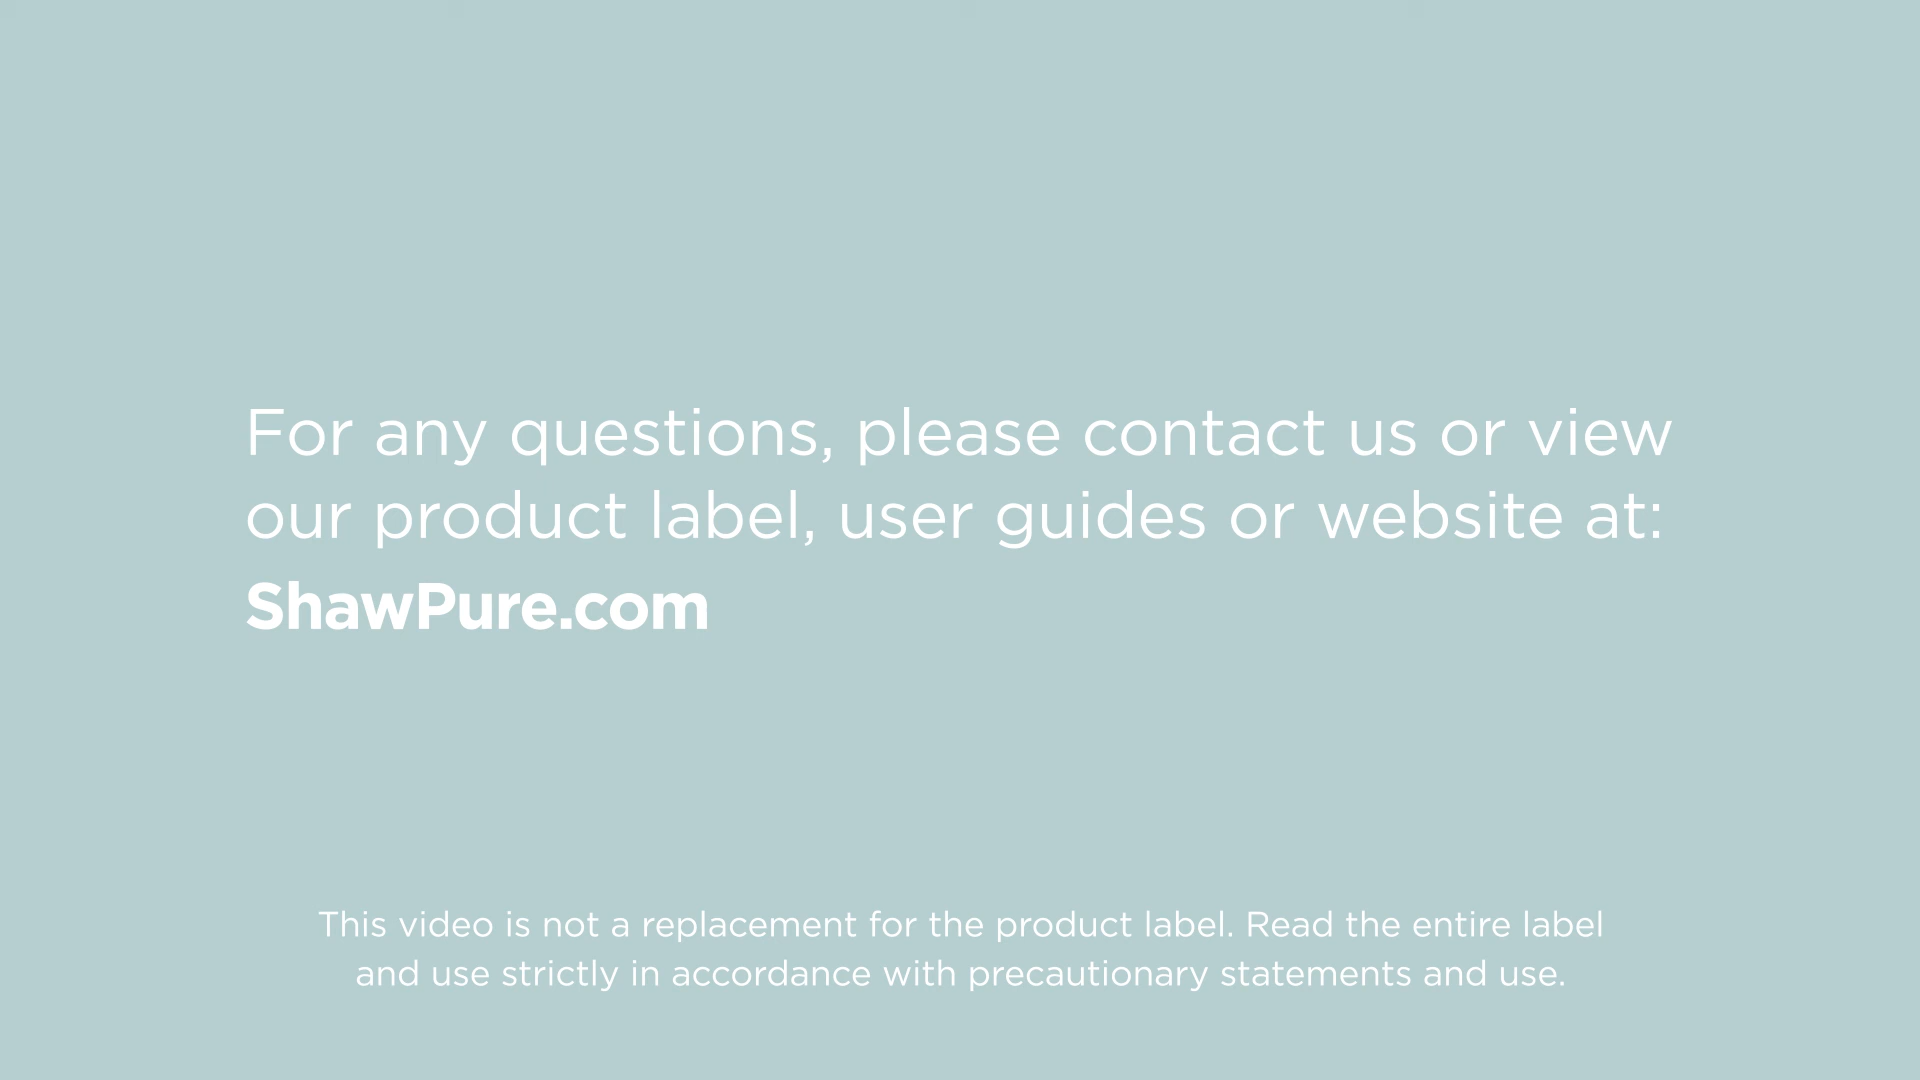 For any questions, please contact us or view
our product label, user guides or website at:
ShawPure.com
This video is not a replacement for the product label. Read the entire label
and use strictly in accordance with precautionary statements and use.